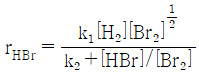 r_HBr = k₁[H₂][Br₂]^(1/2) / k₂+[HBr]/[Br₂]